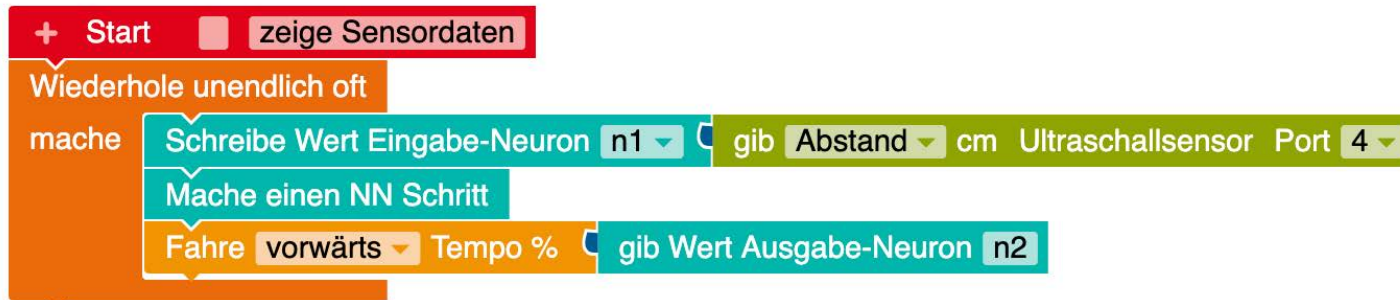 + Start zeige Sensordaten
Wiederhole unendlich oft
mache Schreibe Wert Eingabe-Neuron n1 gib Abstand cm Ultraschallsensor Port 4
Mache einen NN Schritt
Fahre vorwärts Tempo % gib Wert Ausgabe-Neuron n2